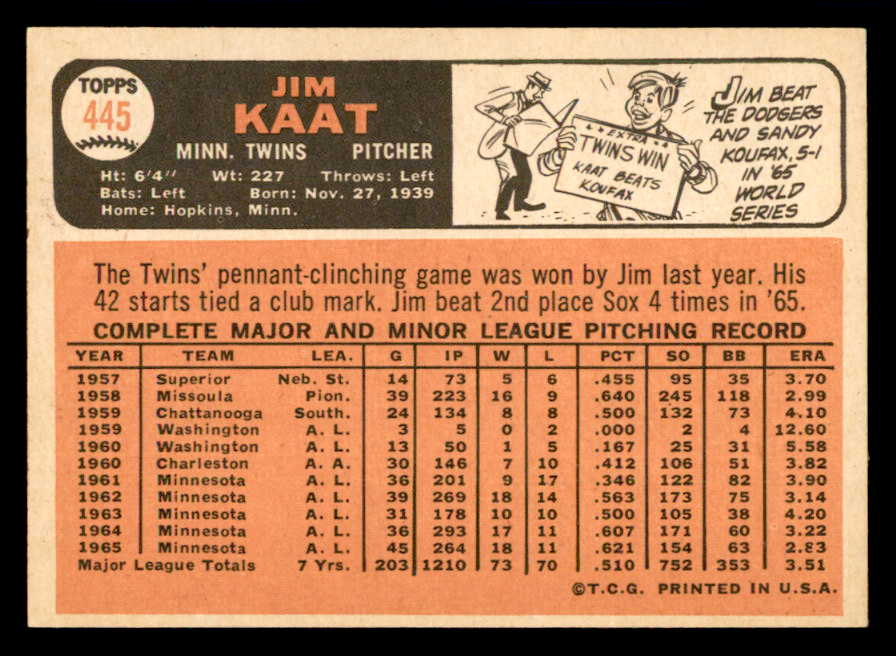 TOPPS
445
JIM
KAAT
MINN. TWINS PITCHER
Ht: 6'4" Wt: 227 Throws: Left
Bats: Left Born: Nov. 27, 1939
Home: Hopkins, Minn.
EXTRA
TWINS WIN
KAAT BEATS
KOUFAX
JIM BEAT
THE DODGERS
AND SANDY
KOUFAX, 5-1
IN '65
WORLD
SERIES
The Twins' pennant-clinching game was won by Jim last year. His
42 starts tied a club mark. Jim beat 2nd place Sox 4 times in '65.
COMPLETE MAJOR AND MINOR LEAGUE PITCHING RECORD
YEAR TEAM LEA. G IP W L PCT SO BB ERA
1957 Superior Neb. St. 14 73 5 6 .455 95 35 3.70
1958 Missoula Pion. 39 223 16 9 .640 245 118 2.99
1959 Chattanooga South. 24 134 8 8 .500 132 73 4.10
1959 Washington A. L. 3 5 0 2 .000 2 4 12.60
1960 Washington A. L. 13 50 1 5 .167 25 31 5.58
1960 Charleston A. A. 30 146 7 10 .412 106 51 3.82
1961 Minnesota A. L. 36 201 9 17 .346 122 82 3.90
1962 Minnesota A. L. 39 269 18 14 .563 173 75 3.14
1963 Minnesota A. L. 31 178 10 10 .500 105 38 4.20
1964 Minnesota A. L. 36 293 17 11 .607 171 60 3.22
1965 Minnesota A. L. 45 264 18 11 .621 154 63 2.83
Major League Totals 7 Yrs. 203 1210 73 70 .510 752 353 3.51
©T.C.G. PRINTED IN U.S.A.